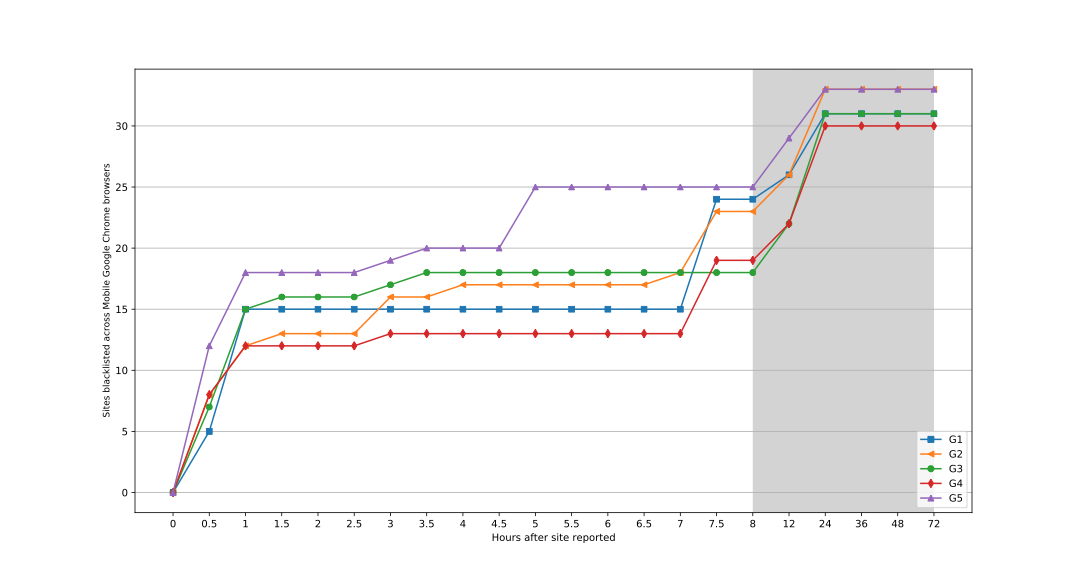 Sites blacklisted across Mobile Google Chrome browsers
30
25
20
15
10
5
0
0 0.5 1 1.5 2 2.5 3 3.5 4 4.5 5 5.5 6 6.5 7 7.5 8 12 24 36 48 72
Hours after site reported
G1
G2
G3
G4
G5